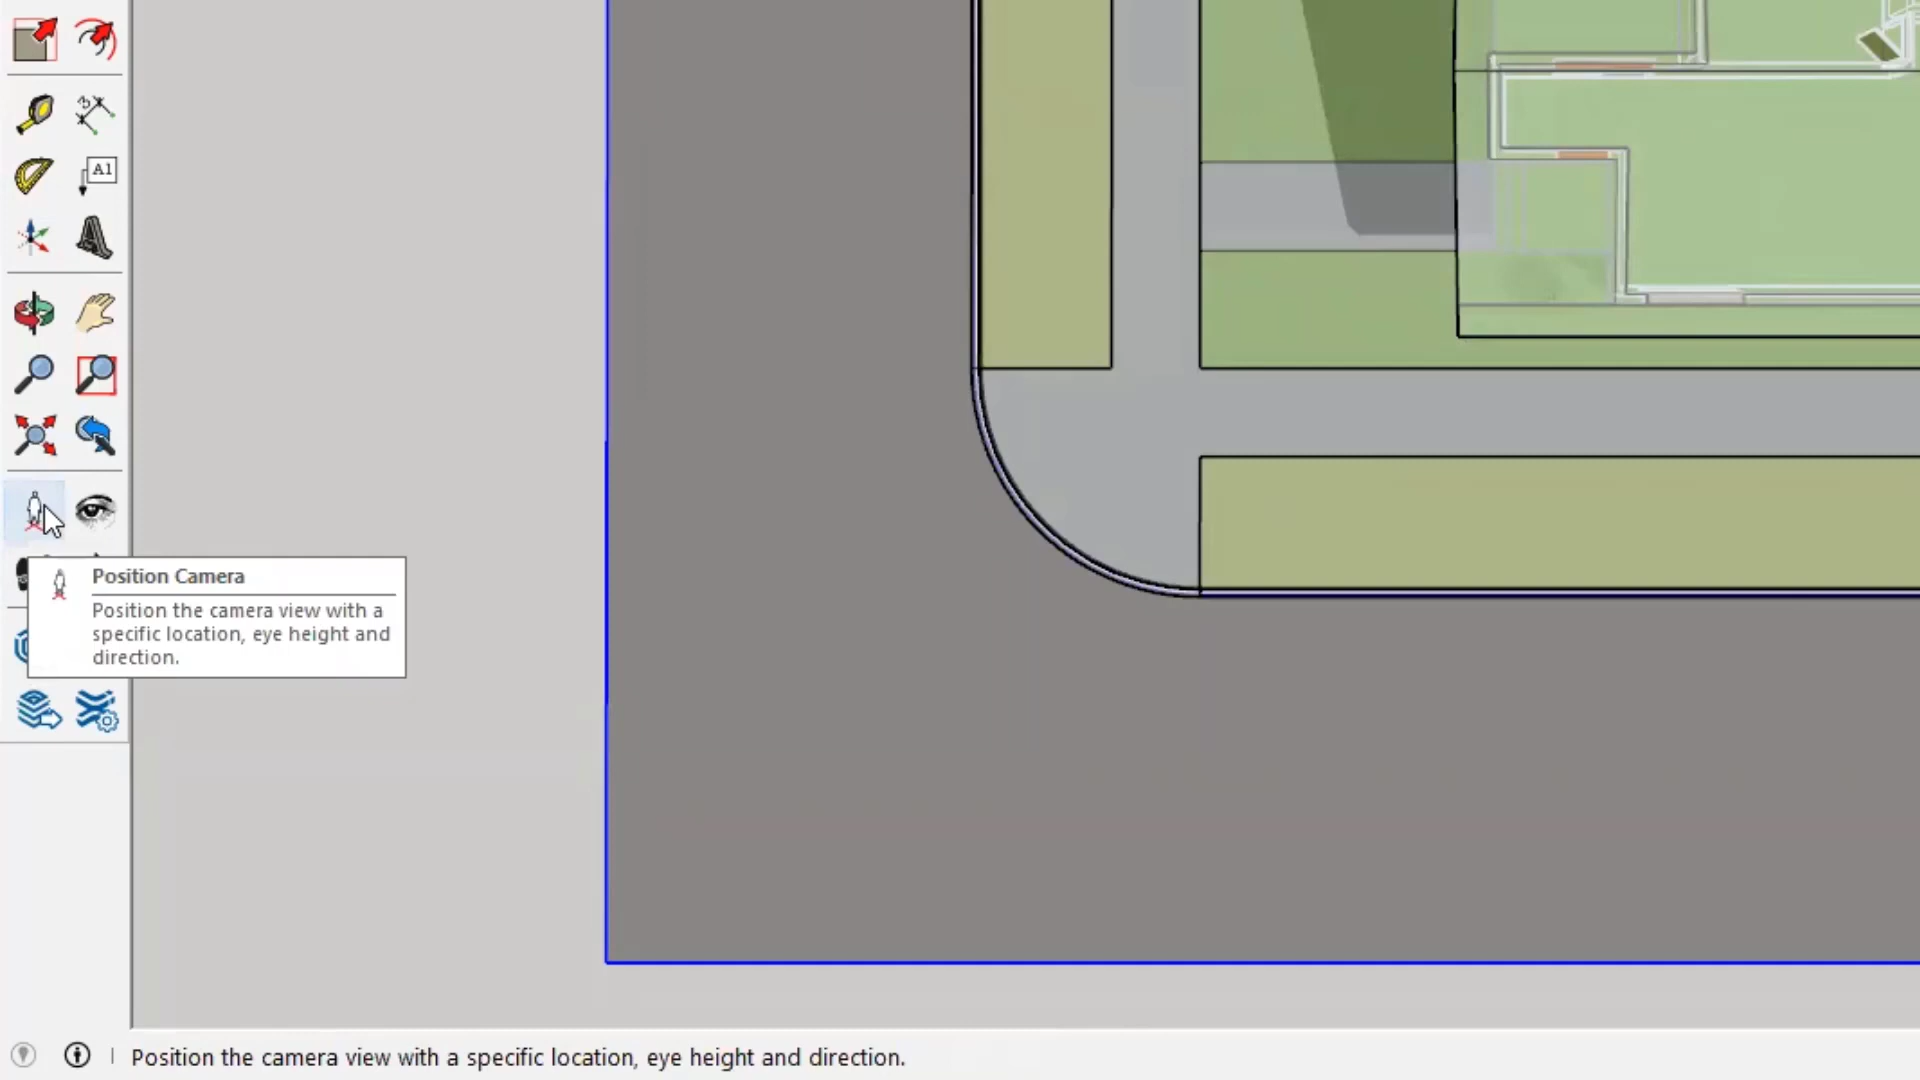 A1
Position Camera
Position the camera view with a
specific location, eye height and
direction.
Position the camera view with a specific location, eye height and direction.